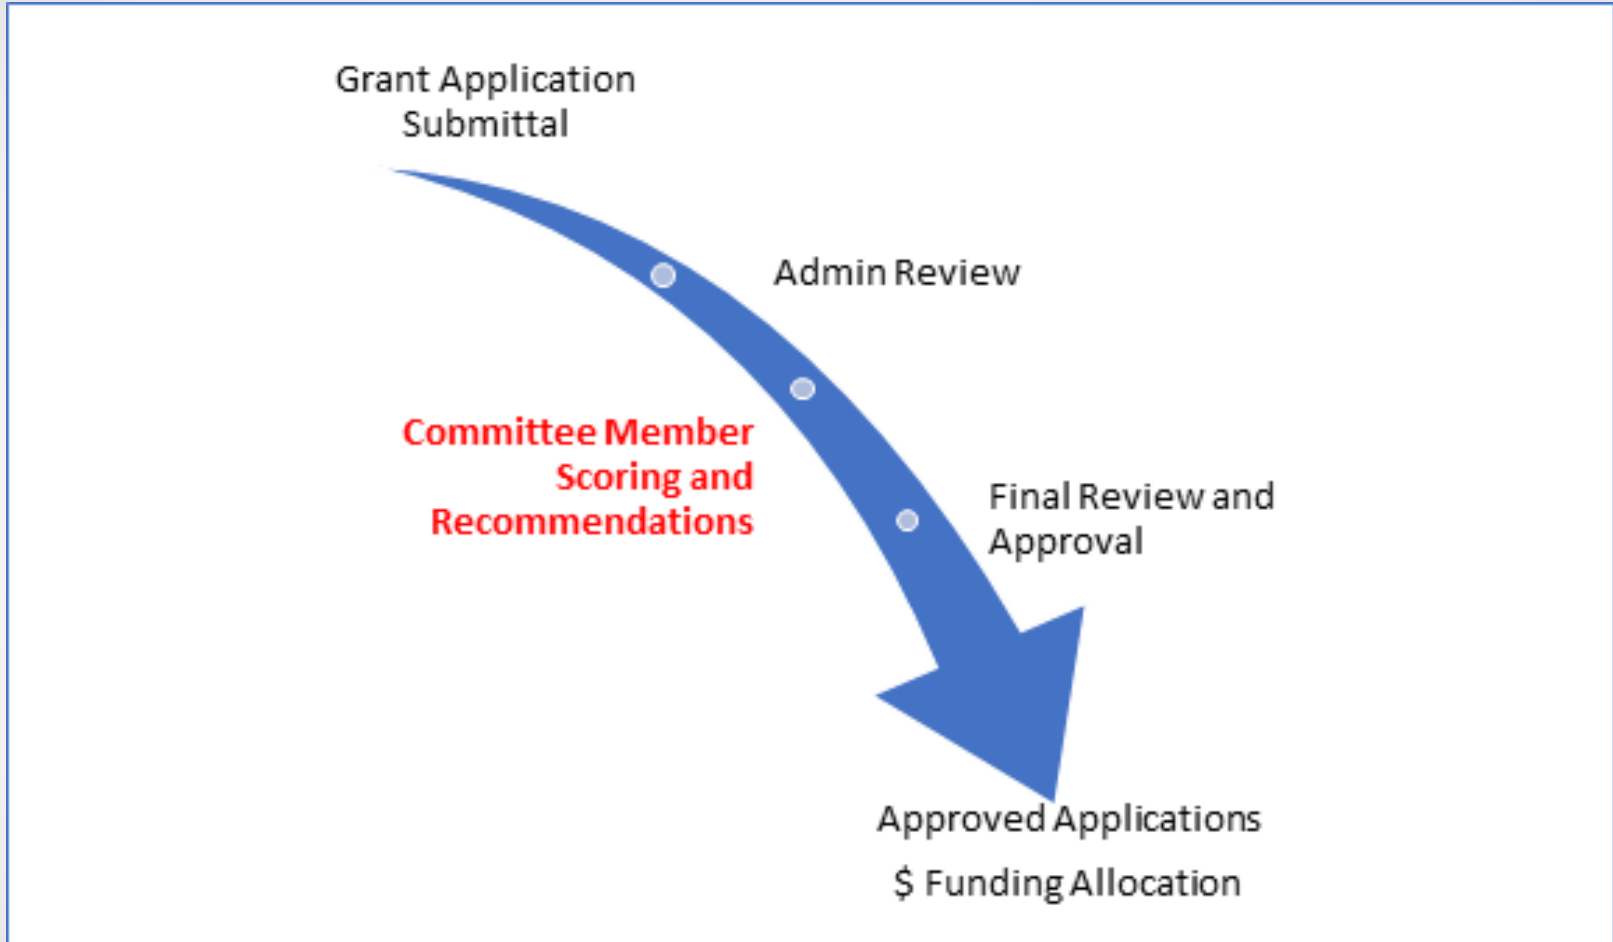 Grant Application
Submittal
Admin Review
Committee Member
Scoring and
Recommendations
Final Review and
Approval
Approved Applications
$ Funding Allocation